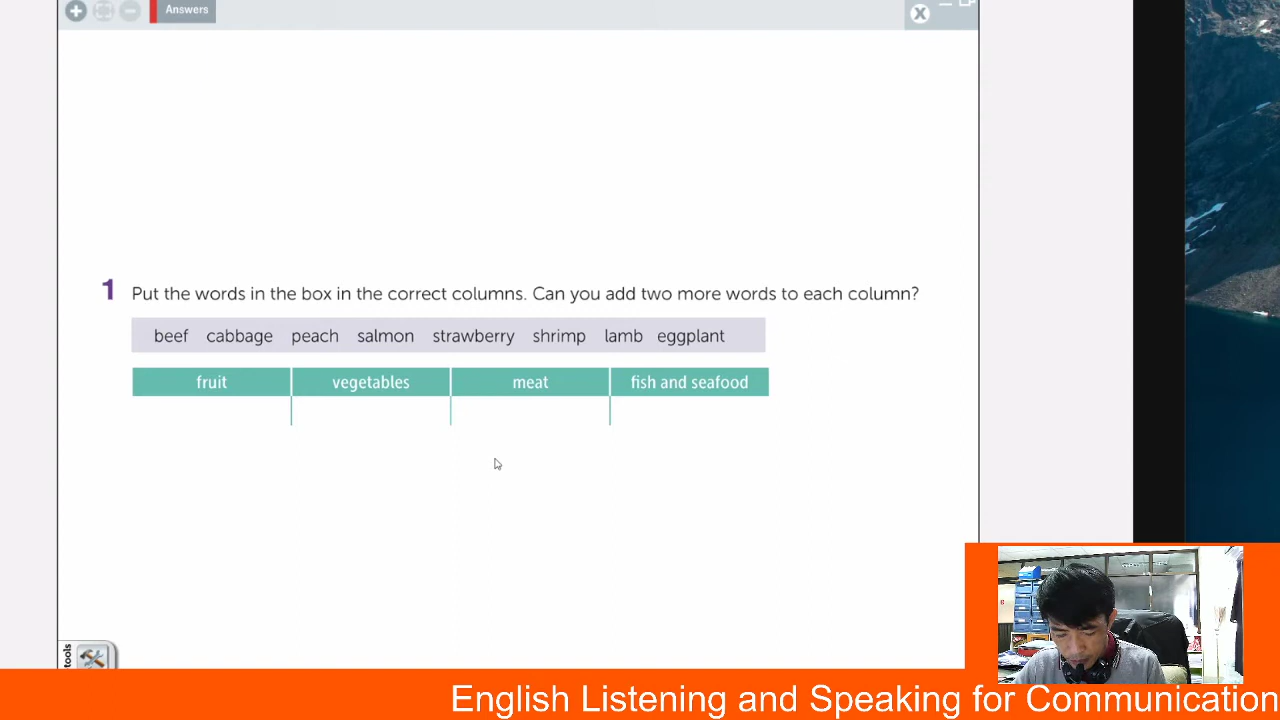 Answers
1 Put the words in the box in the correct columns. Can you add two more words to each column?
beef cabbage peach salmon strawberry shrimp lamb eggplant
fruit vegetables meat fish and seafood
tools
English Listening and Speaking for Communication